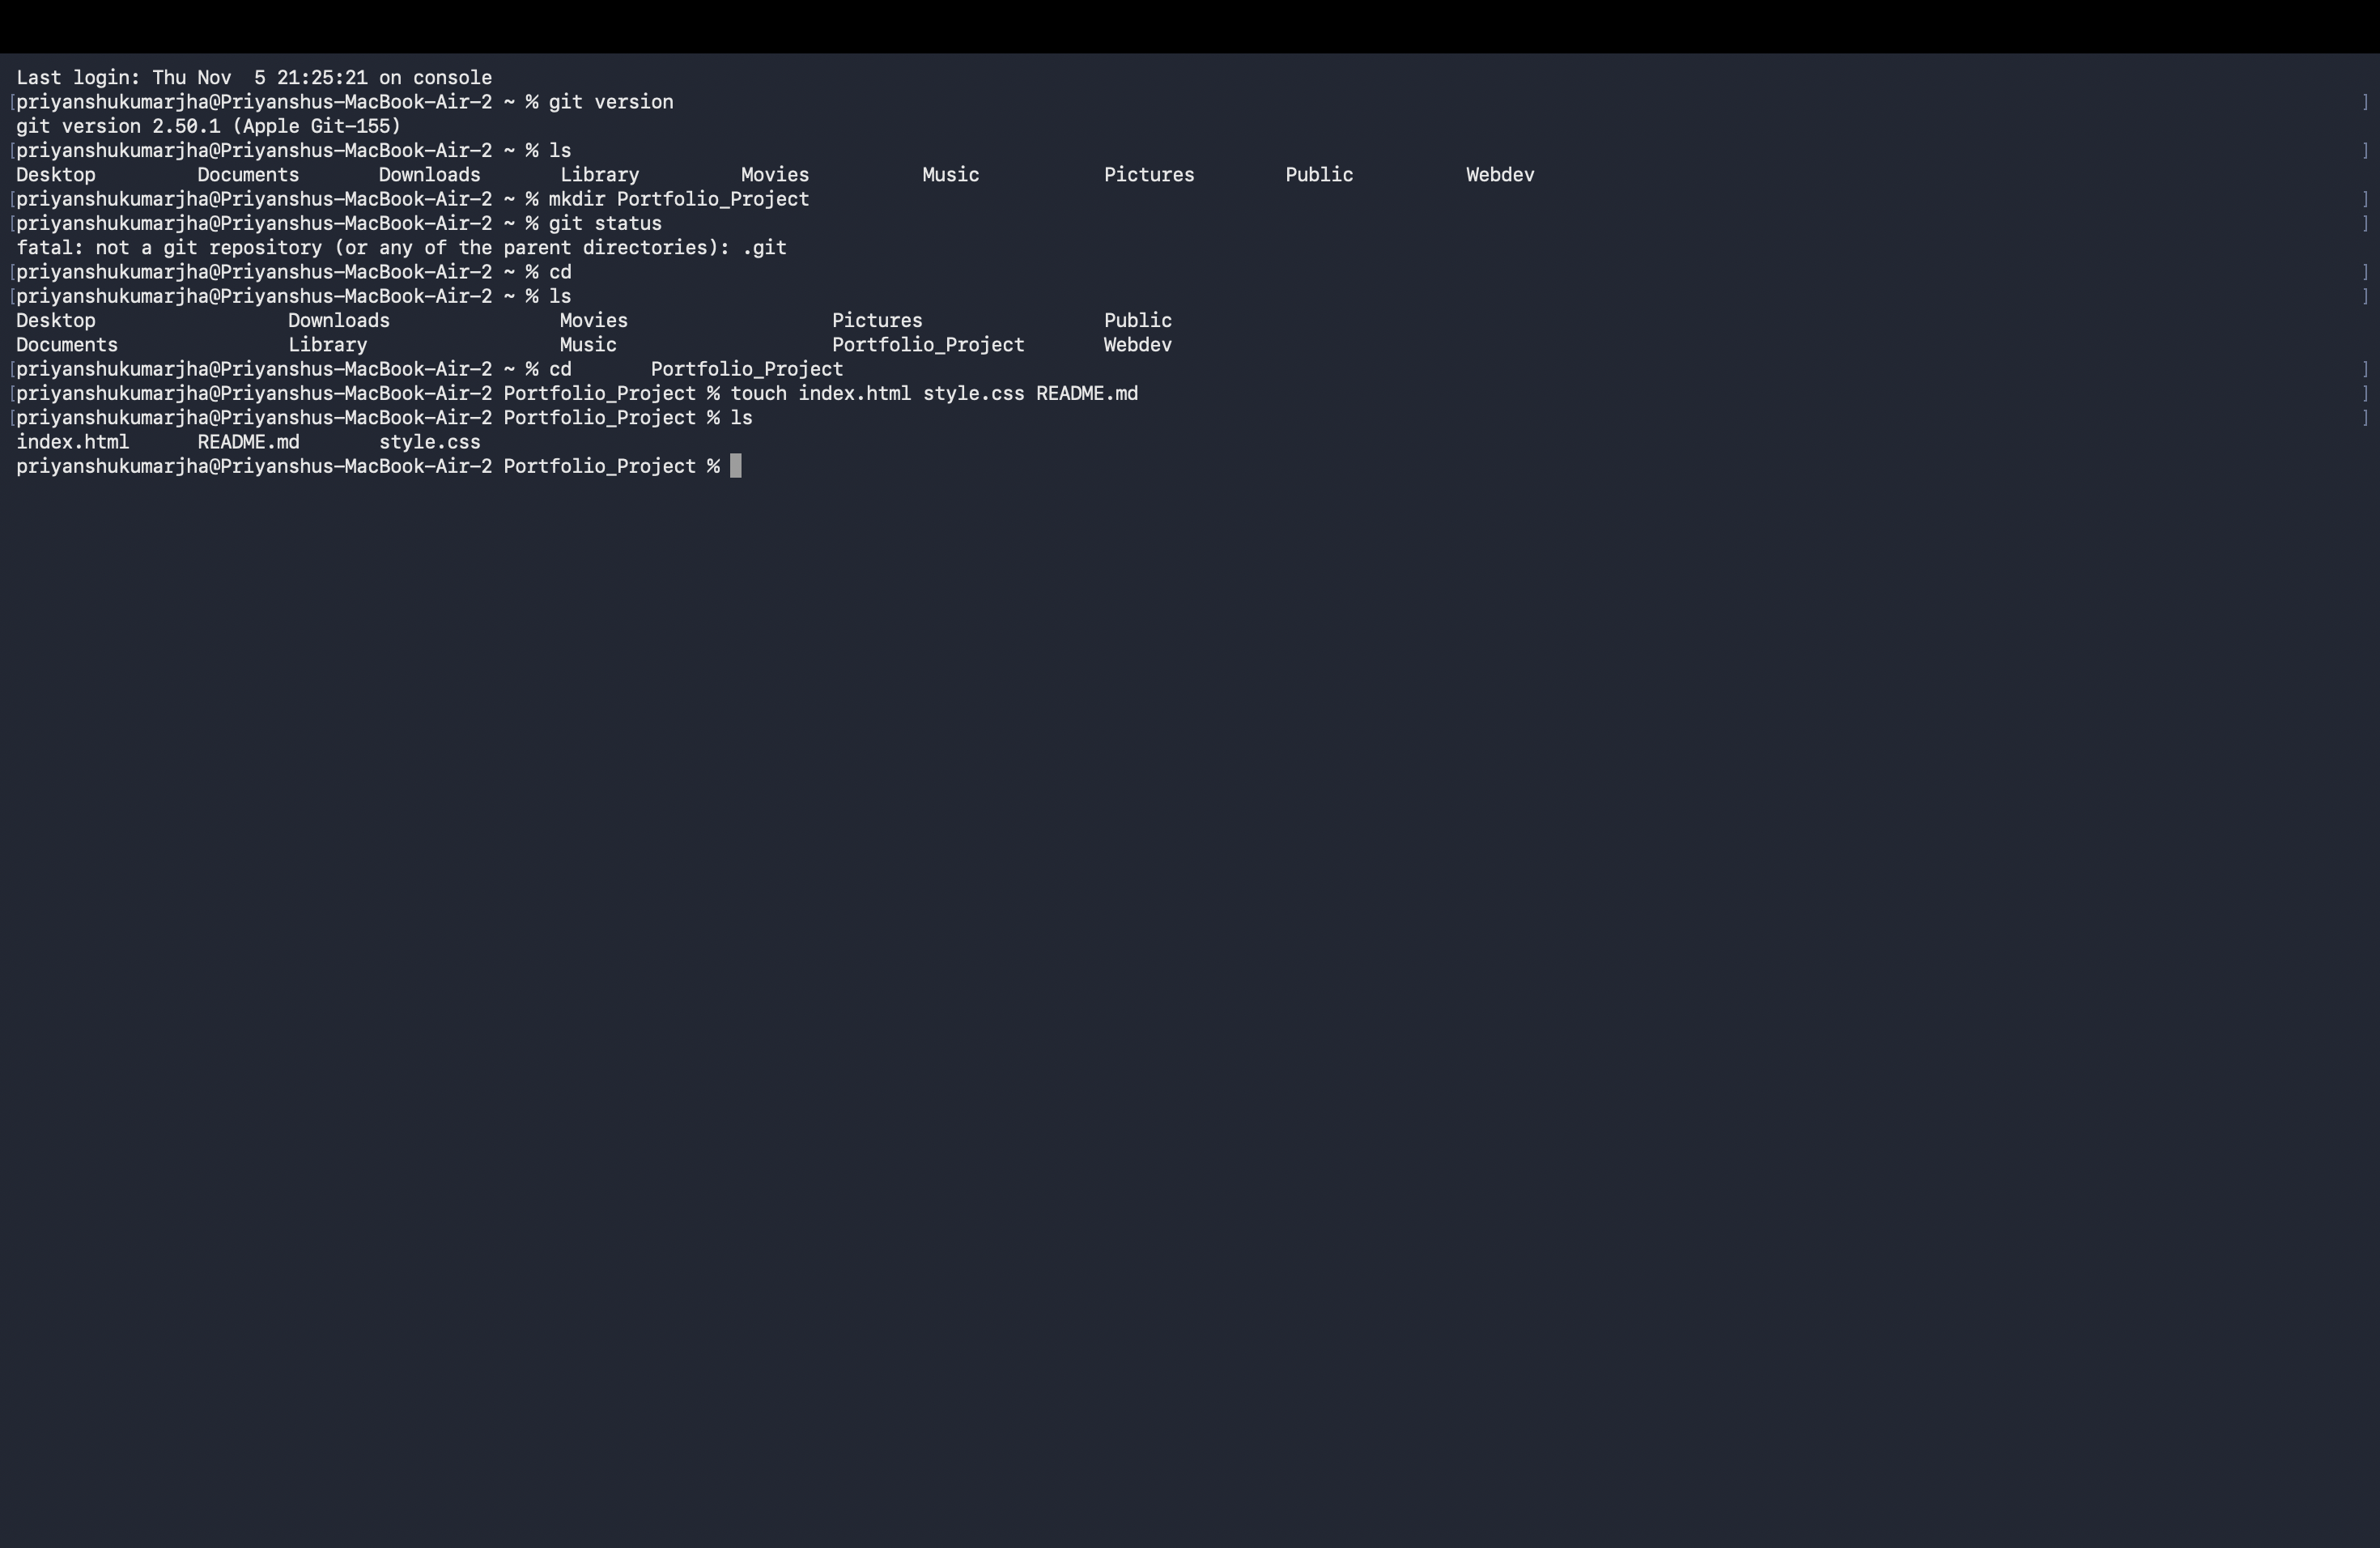 Last login: Thu Nov  5 21:25:21 on console
[priyanshukumarjha@Priyanshus-MacBook-Air-2 ~ % git version ]
git version 2.50.1 (Apple Git-155)
[priyanshukumarjha@Priyanshus-MacBook-Air-2 ~ % ls ]
Desktop Documents Downloads Library Movies Music Pictures Public Webdev
[priyanshukumarjha@Priyanshus-MacBook-Air-2 ~ % mkdir Portfolio_Project ]
[priyanshukumarjha@Priyanshus-MacBook-Air-2 ~ % git status ]
fatal: not a git repository (or any of the parent directories): .git
[priyanshukumarjha@Priyanshus-MacBook-Air-2 ~ % cd ]
[priyanshukumarjha@Priyanshus-MacBook-Air-2 ~ % ls ]
Desktop Downloads Movies Pictures Public
Documents Library Music Portfolio_Project Webdev
[priyanshukumarjha@Priyanshus-MacBook-Air-2 ~ % cd Portfolio_Project ]
[priyanshukumarjha@Priyanshus-MacBook-Air-2 Portfolio_Project % touch index.html style.css README.md ]
[priyanshukumarjha@Priyanshus-MacBook-Air-2 Portfolio_Project % ls ]
index.html README.md style.css
priyanshukumarjha@Priyanshus-MacBook-Air-2 Portfolio_Project %